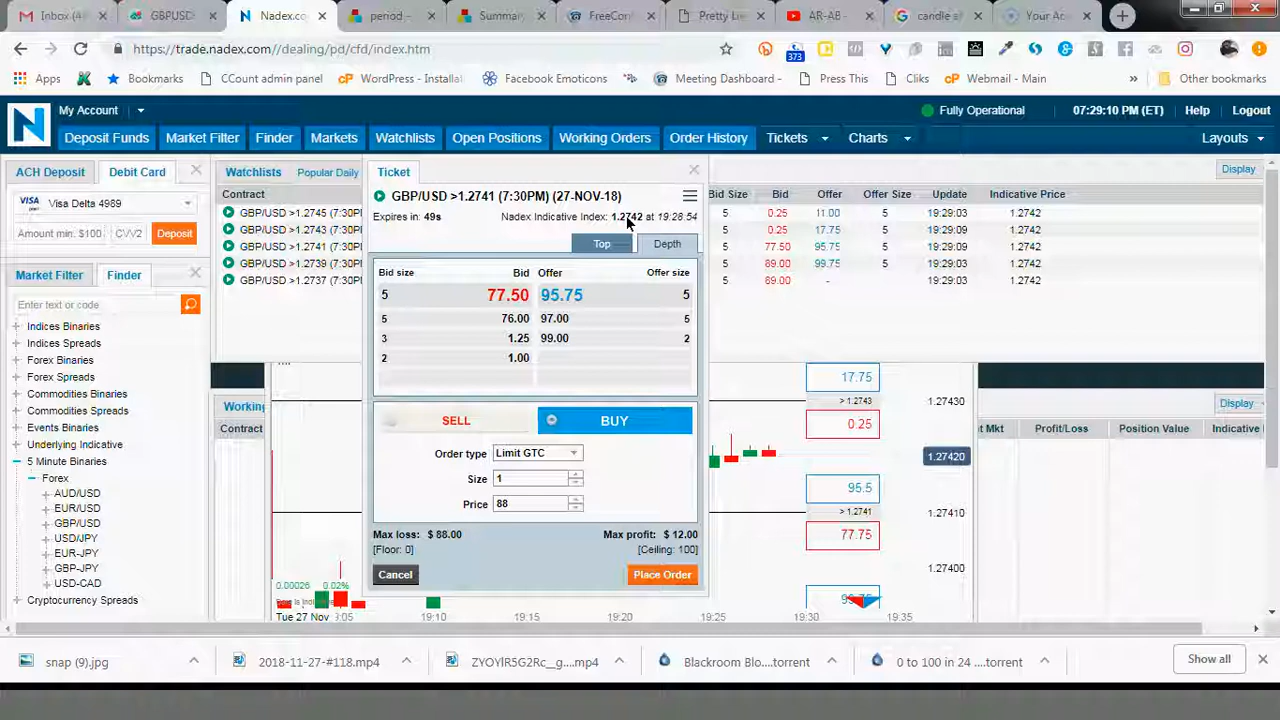 Inbox (4
GBPUSD
Nadex.co
period -
Summar
FreeConf
Pretty Li
AR-AB -
candle a
Your Ac
https://trade.nadex.com//dealing/pd/cfd/index.htm
373
Apps
Bookmarks
CCount admin cpanel
WordPress - Installat
Facebook Emoticons
Meeting Dashboard -
Press This
Cliks
Webmail - Main
»
Other bookmarks
N
My Account
Fully Operational
07:29:10 PM (ET)
Help
Logout
Deposit Funds
Market Filter
Finder
Markets
Watchlists
Open Positions
Working Orders
Order History
Tickets
Charts
Layouts
ACH Deposit
Debit Card
VISA
Visa Delta 4989
Amount min. $100
CVV2
Deposit
Market Filter
Finder
Enter text or code
Indices Binaries
Indices Spreads
Forex Binaries
Forex Spreads
Commodities Binaries
Commodities Spreads
Events Binaries
Underlying Indicative
5 Minute Binaries
Forex
AUD/USD
EUR/USD
GBP/USD
USD/JPY
EUR-JPY
GBP-JPY
USD-CAD
Cryptocurrency Spreads
Watchlists
Popular Daily
Display
Contract
Bid Size Bid Offer Offer Size Update Indicative Price
GBP/USD >1.2745 (7:30P 5 0.25 11.00 5 19:29:03 1.2742
GBP/USD >1.2743 (7:30P 5 0.25 17.75 5 19:29:03 1.2742
GBP/USD >1.2741 (7:30P 5 77.50 95.75 5 19:29:03 1.2742
GBP/USD >1.2739 (7:30P 5 89.00 99.75 5 19:29:03 1.2742
GBP/USD >1.2737 (7:30P 5 89.00 - 19:29:03 1.2742
Ticket
GBP/USD >1.2741 (7:30PM) (27-NOV-18)
Expires in: 49s
Nadex Indicative Index: 1.2742 at 19:28:54
Top
Depth
Bid size Bid Offer Offer size
5 77.50 95.75 5
5 76.00 97.00 5
3 1.25 99.00 2
2 1.00
SELL
BUY
Order type Limit GTC
Size 1
Price 88
Max loss: $ 88.00
Max profit: $ 12.00
[Floor: 0]
[Ceiling: 100]
Cancel
Place Order
Working
Contract
17.75
> 1.2743
0.25
95.5
> 1.2741
77.75
1.27430
1.27420
1.27410
1.27400
0.00026 0.02%
Tue 27 Nov
19:05
19:10
19:20
19:25
19:30
19:35
Display
Mkt
Profit/Loss
Position Value
Indicative
snap (9).jpg
2018-11-27-#118.mp4
ZYOYlR5G2Rc__g....mp4
Blackroom Blo....torrent
0 to 100 in 24 ....torrent
Show all